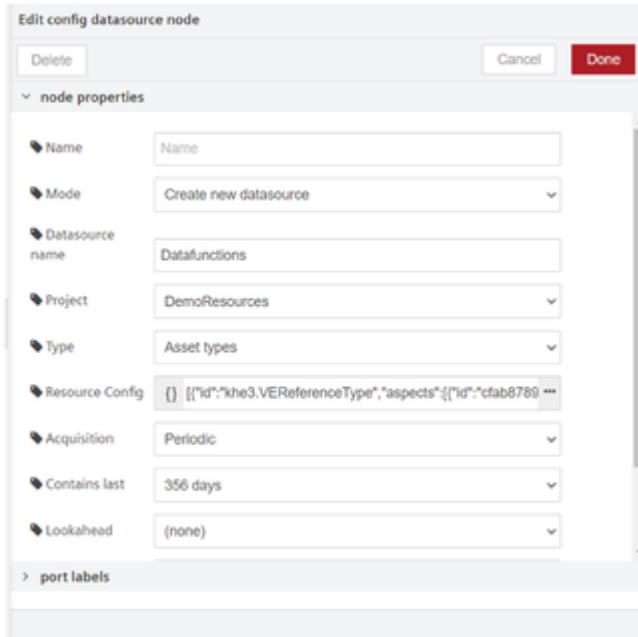 Edit config datasource node
Delete
Cancel
Done
node properties
Name
Name
Mode
Create new datasource
Datasource
name
Datafunctions
Project
DemoResources
Type
Asset types
Resource Config
{} [{"id":"khe3.VEReferenceType","aspects":[{"id":"cfab8789 •••
Acquisition
Periodic
Contains last
356 days
Lookahead
(none)
port labels